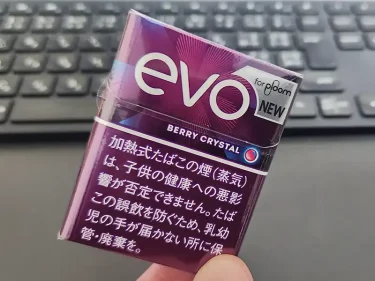 evo
for ploom
NEW
BERRY CRYSTAL
加熱式たばこの煙(蒸気)
は、子供の健康への悪影
響が否定できません。たば
この誤飲を防ぐため、乳幼
児の手が届かない所に保
管・廃棄を。